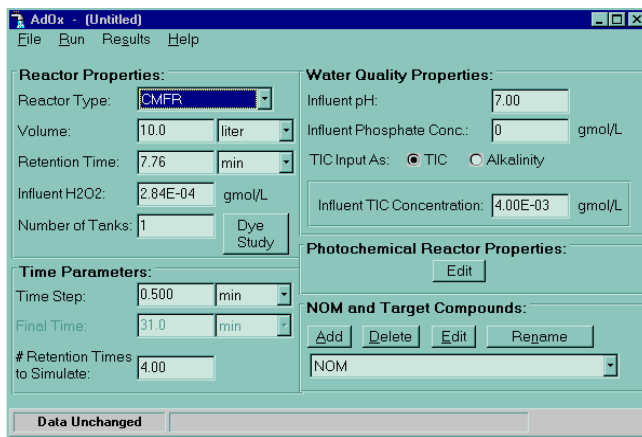 AdOx - (Untitled)
File Run Results Help
Reactor Properties:
Reactor Type: CMFR
Volume: 10.0 liter
Retention Time: 7.76 min
Influent H2O2: 2.84E-04 gmol/L
Number of Tanks: 1 Dye Study
Time Parameters:
Time Step: 0.500 min
Final Time: 31.0 min
# Retention Times
to Simulate: 4.00
Water Quality Properties:
Influent pH: 7.00
Influent Phosphate Conc.: 0 gmol/L
TIC Input As: TIC Alkalinity
Influent TIC Concentration: 4.00E-03 gmol/L
Photochemical Reactor Properties:
Edit
NOM and Target Compounds:
Add Delete Edit Rename
NOM
Data Unchanged